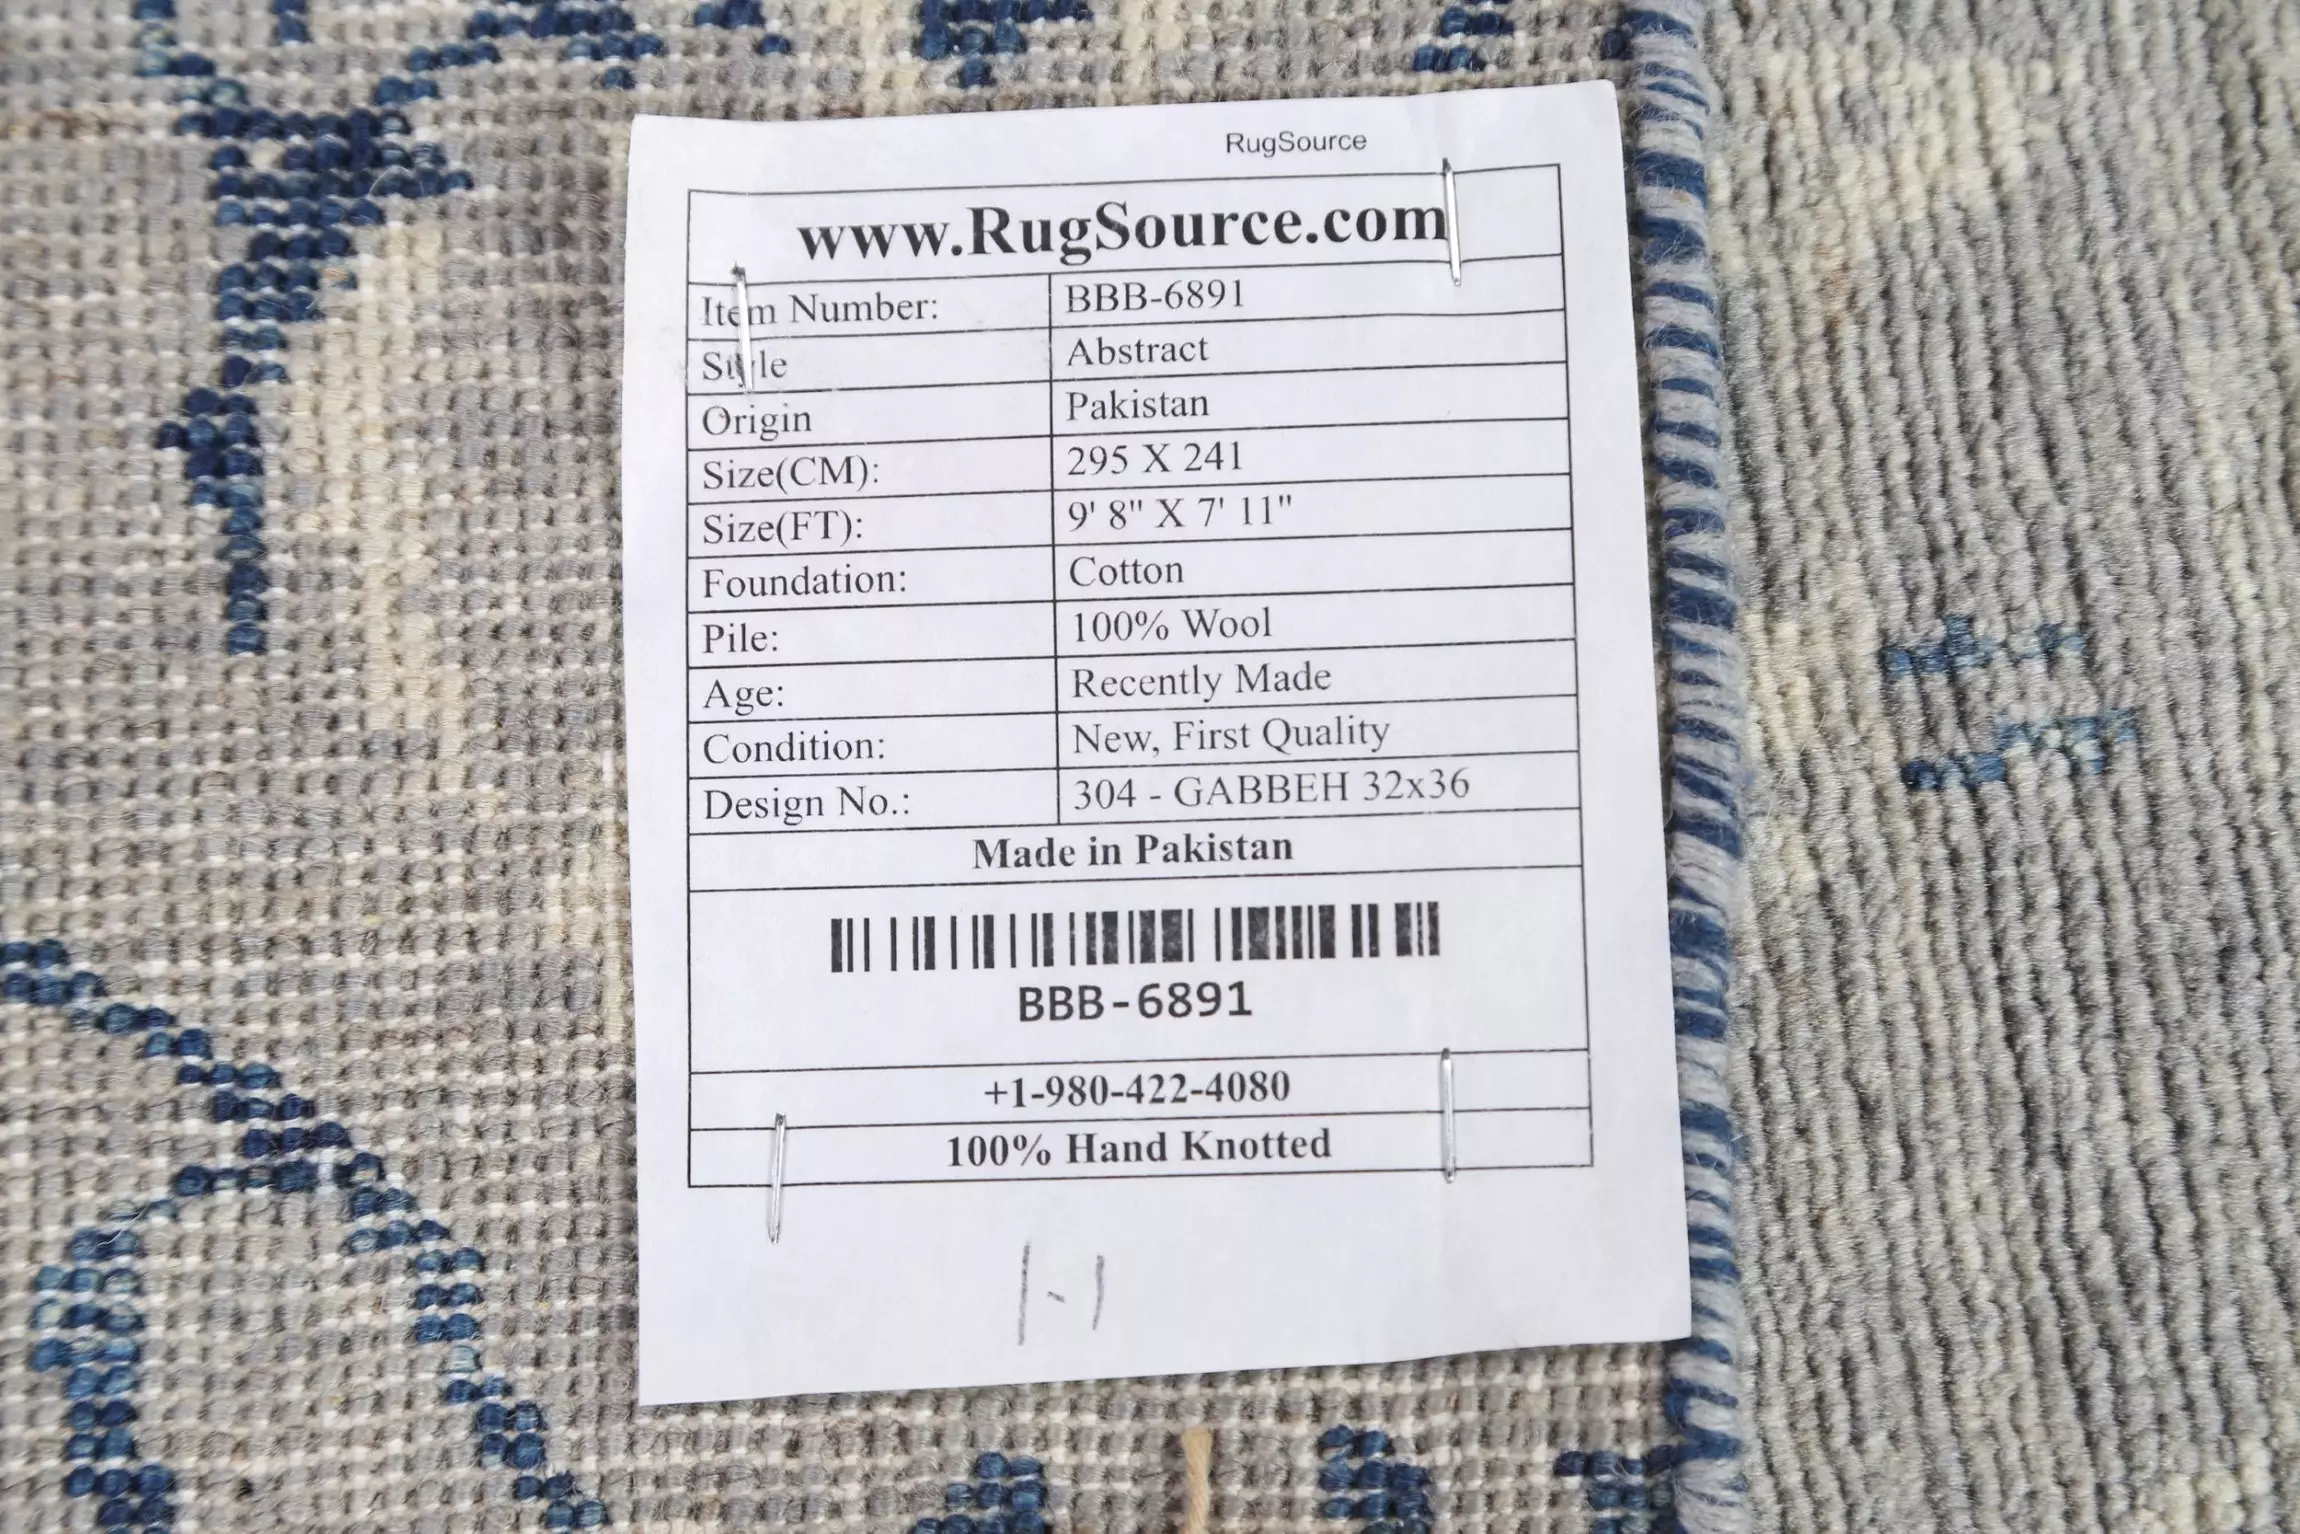 RugSource
www.RugSource.com
Item Number: BBB-6891
Style Abstract
Origin Pakistan
Size(CM): 295 X 241
Size(FT): 9' 8" X 7' 11"
Foundation: Cotton
Pile: 100% Wool
Age: Recently Made
Condition: New, First Quality
Design No.: 304 - GABBEH 32x36
Made in Pakistan
BBB-6891
+1-980-422-4080
100% Hand Knotted
1.1